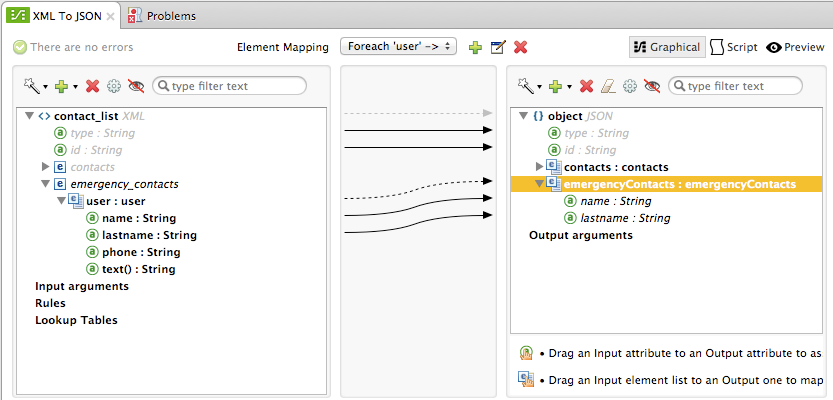 XML To JSON
Problems
There are no errors
Element Mapping
Foreach 'user' ->
Graphical
Script
Preview
type filter text
contact_list XML
type : String
id : String
contacts
emergency_contacts
user : user
name : String
lastname : String
phone : String
text() : String
Input arguments
Rules
Lookup Tables
type filter text
object JSON
type : String
id : String
contacts : contacts
emergencyContacts : emergencyContacts
name : String
lastname : String
Output arguments
• Drag an Input attribute to an Output attribute to as
• Drag an Input element list to an Output one to map